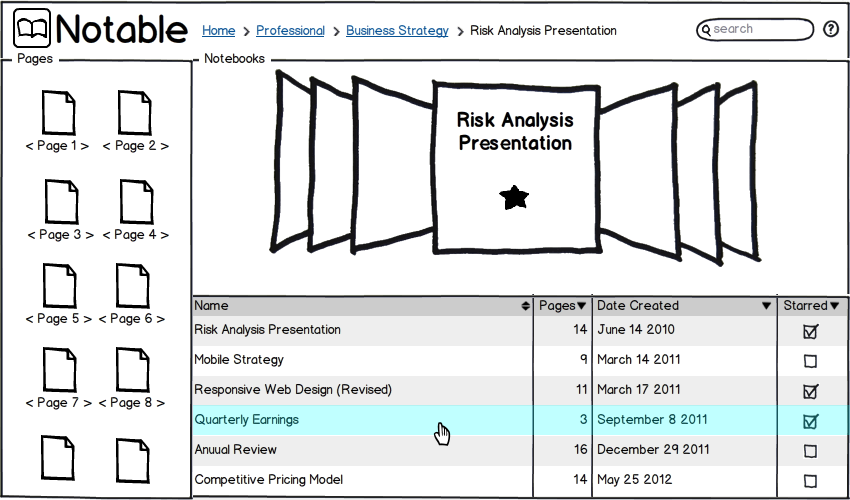 Notable
Home > Professional > Business Strategy > Risk Analysis Presentation
search
?
Pages
< Page 1 > < Page 2 >
< Page 3 > < Page 4 >
< Page 5 > < Page 6 >
< Page 7 > < Page 8 >
Notebooks
Risk Analysis
Presentation
Name Pages Date Created Starred
Risk Analysis Presentation 14 June 14 2010
Mobile Strategy 9 March 14 2011
Responsive Web Design (Revised) 11 March 17 2011
Quarterly Earnings 3 September 8 2011
Anuual Review 16 December 29 2011
Competitive Pricing Model 14 May 25 2012